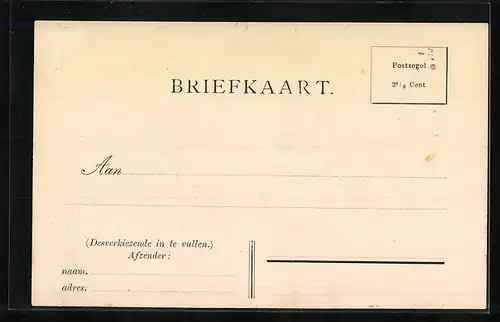 Postzegel
2½ Cent
BRIEFKAART.
Aan
(Desverkiezende in te vullen.)
Afzender:
naam.
adres.